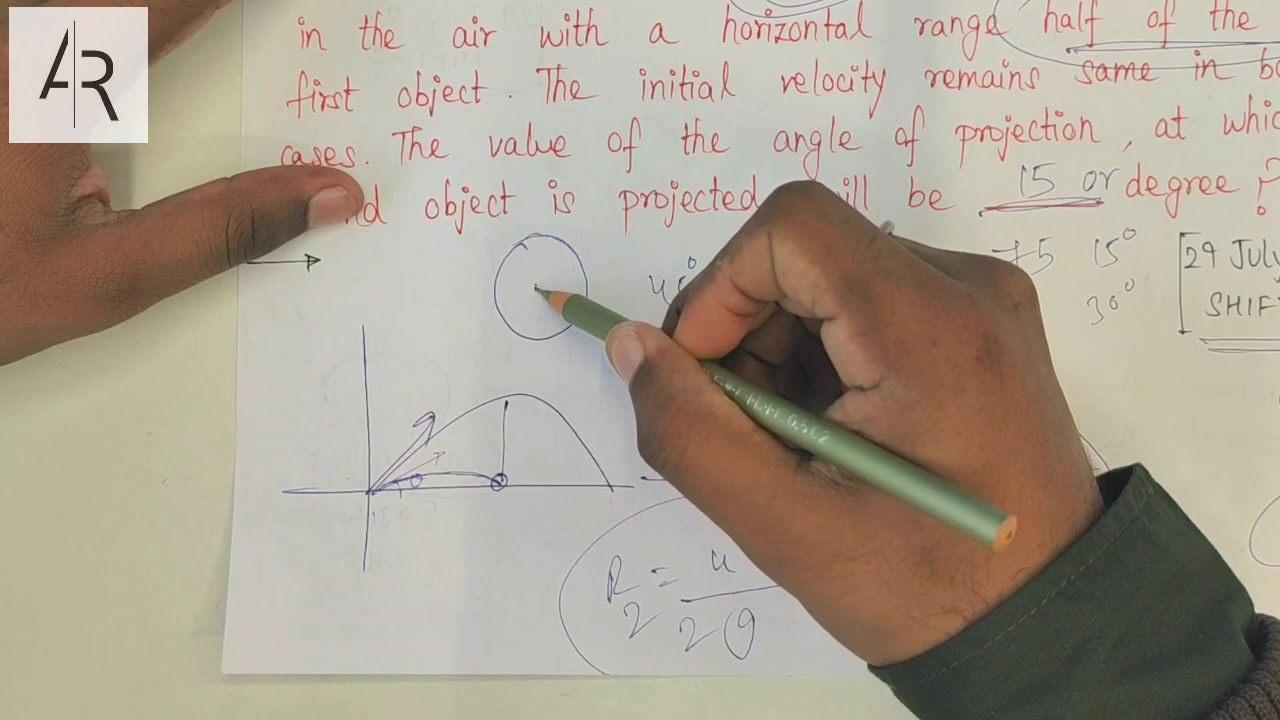 AR
in the air with a horizontal range half of the
first object. The initial velocity remains same in
cases. The value of the angle of projection, at
object is projected will be 15 or degree ?
75 15° [29 JULY
30° SHIF
R/2 = u/2g